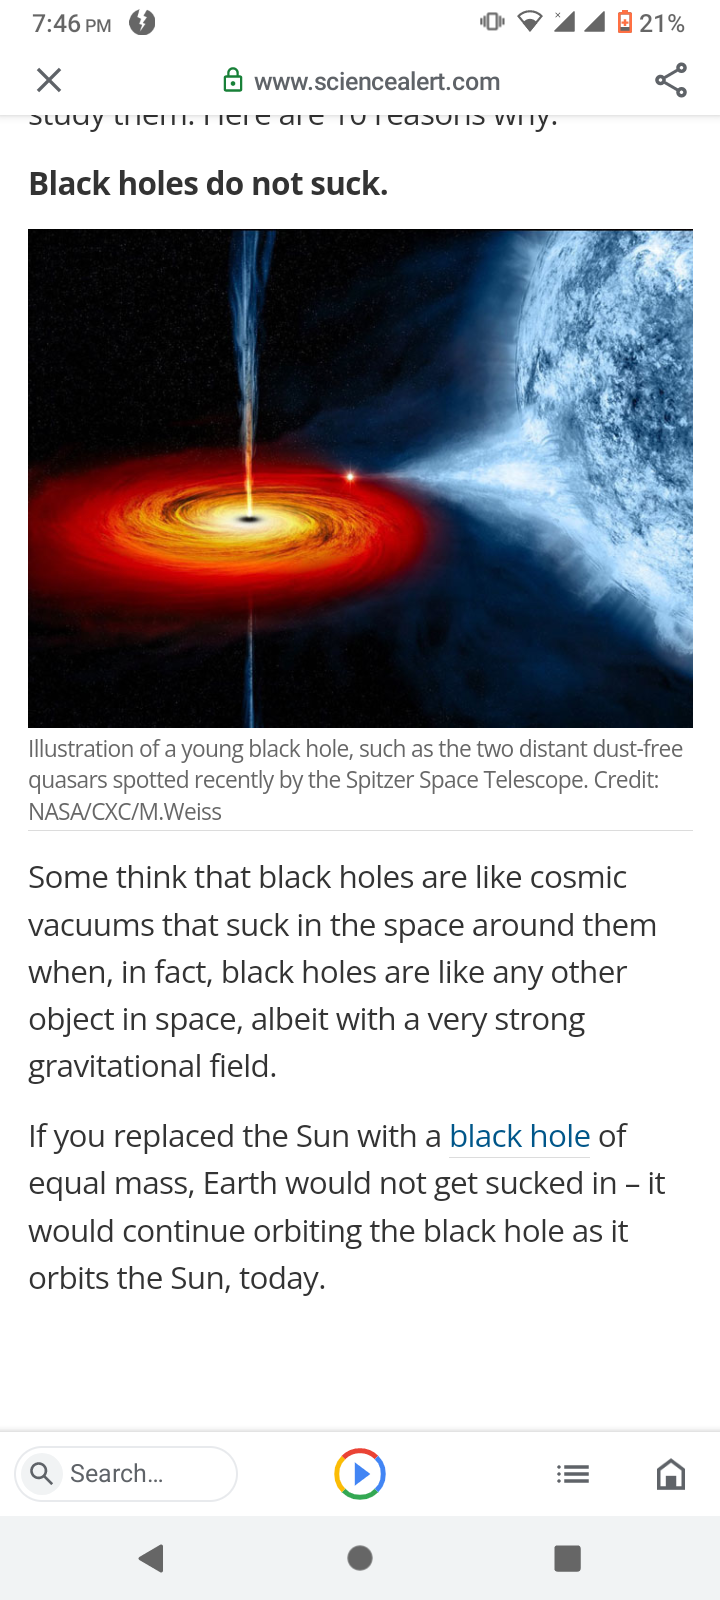 7:46 PM
21%
www.sciencealert.com
study them. Here are 10 reasons why:
Black holes do not suck.
Illustration of a young black hole, such as the two distant dust-free
quasars spotted recently by the Spitzer Space Telescope. Credit:
NASA/CXC/M.Weiss
Some think that black holes are like cosmic
vacuums that suck in the space around them
when, in fact, black holes are like any other
object in space, albeit with a very strong
gravitational field.
If you replaced the Sun with a black hole of
equal mass, Earth would not get sucked in – it
would continue orbiting the black hole as it
orbits the Sun, today.
Search...